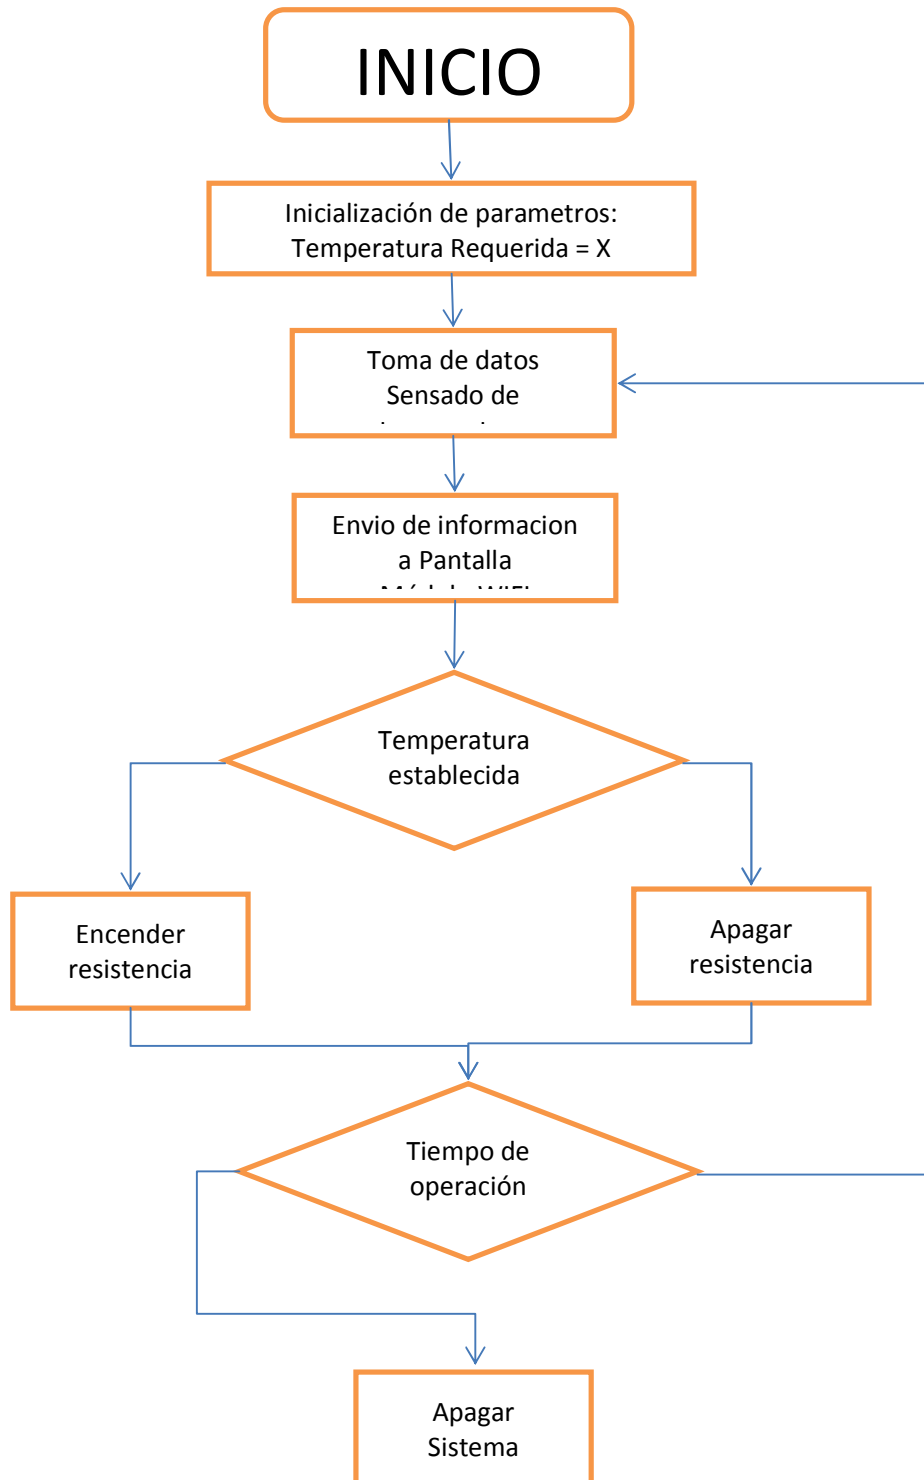 INICIO
Inicialización de parametros:
Temperatura Requerida = X
Toma de datos
Sensado de
Envio de informacion
a Pantalla
Temperatura
establecida
Encender
resistencia
Apagar
resistencia
Tiempo de
operación
Apagar
Sistema